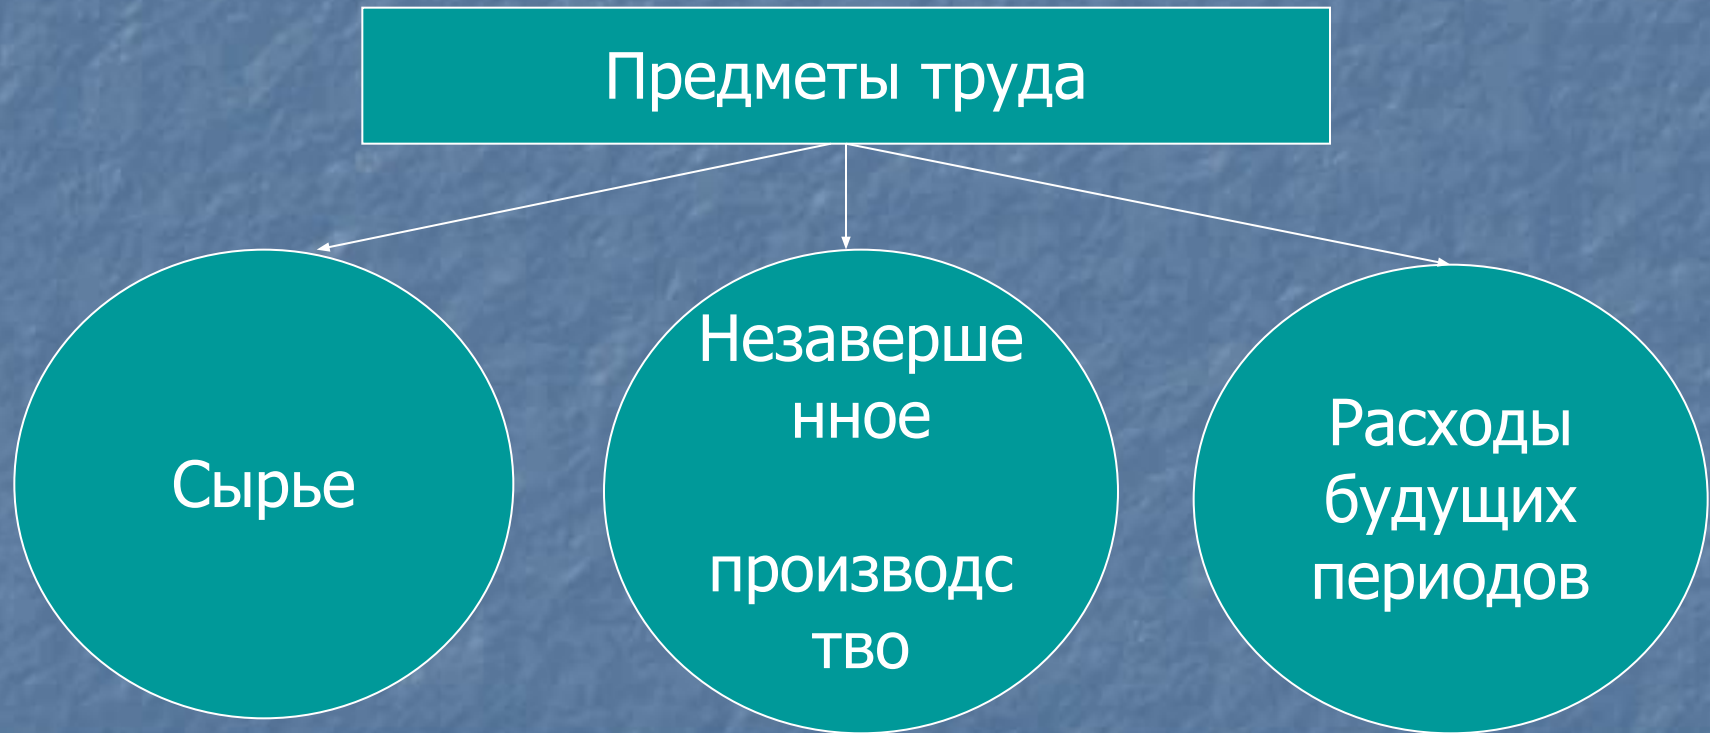 Предметы труда
Сырье
Незаверше
нное
производс
тво
Расходы
будущих
периодов